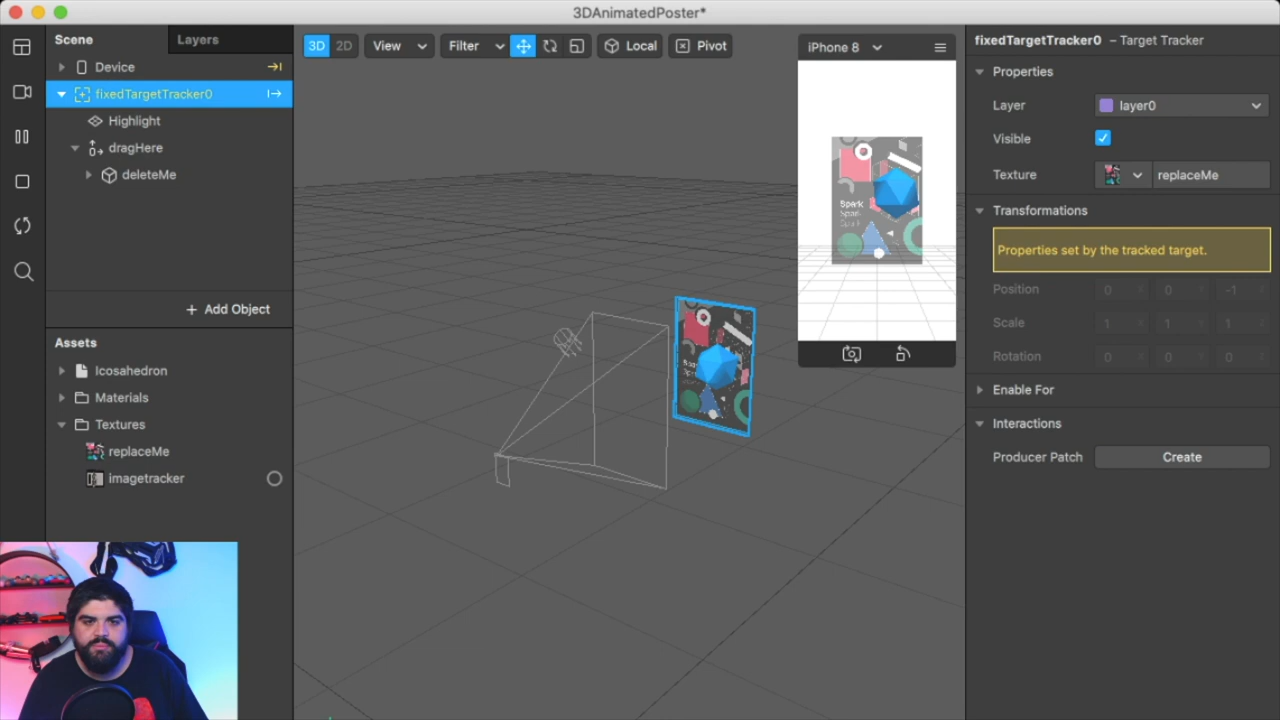 3DAnimatedPoster*
Scene
Layers
Device
fixedTargetTracker0
Highlight
dragHere
deleteMe
+ Add Object
Assets
Icosahedron
Materials
Textures
replaceMe
imagetracker
3D 2D
View
Filter
Local
Pivot
iPhone 8
Spark
fixedTargetTracker0 – Target Tracker
Properties
Layer layer0
Visible
Texture replaceMe
Transformations
Properties set by the tracked target.
Position 0 X 0 Y -1 Z
Scale 1 X 1 Y 1 Z
Rotation 0 X 0 Y 0 Z
Enable For
Interactions
Producer Patch Create